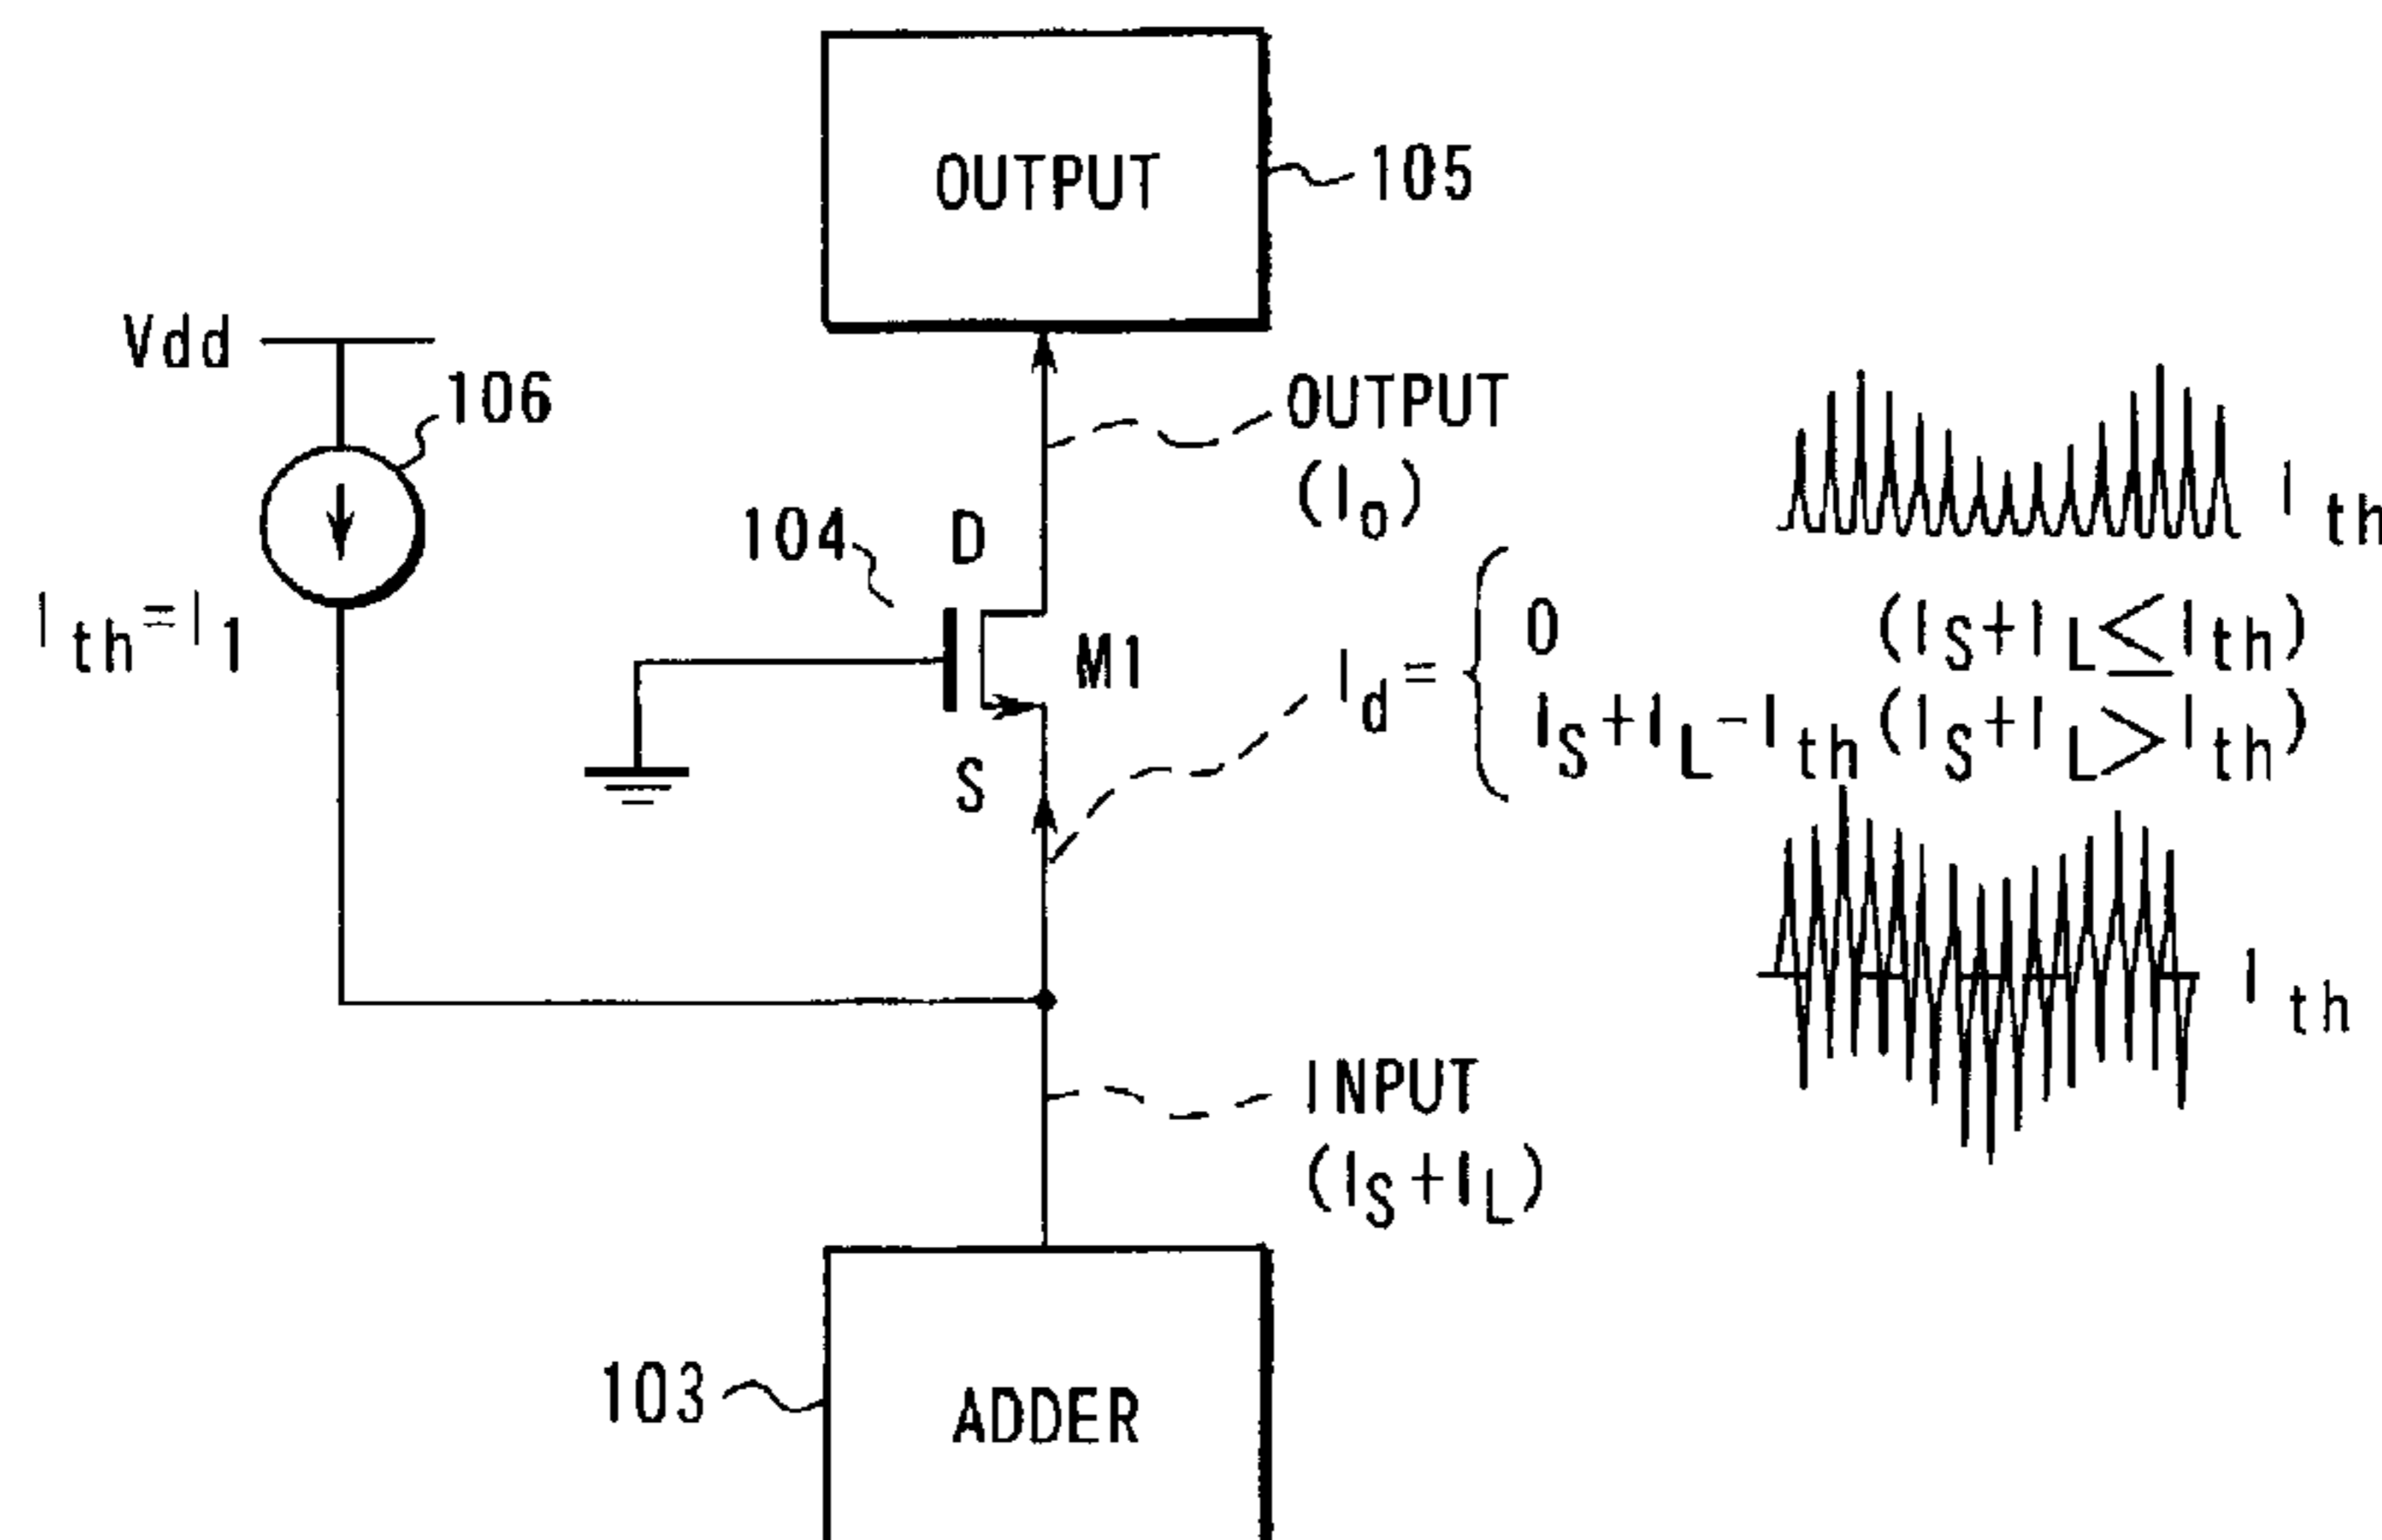 OUTPUT
105
Vdd
106
OUTPUT
(Io)
Ith
104
D
Ith=I1
M1
Id= { 0 (IS+IL≦Ith)
IS+IL-Ith (IS+IL>Ith)
S
Ith
INPUT
(IS+IL)
103
ADDER